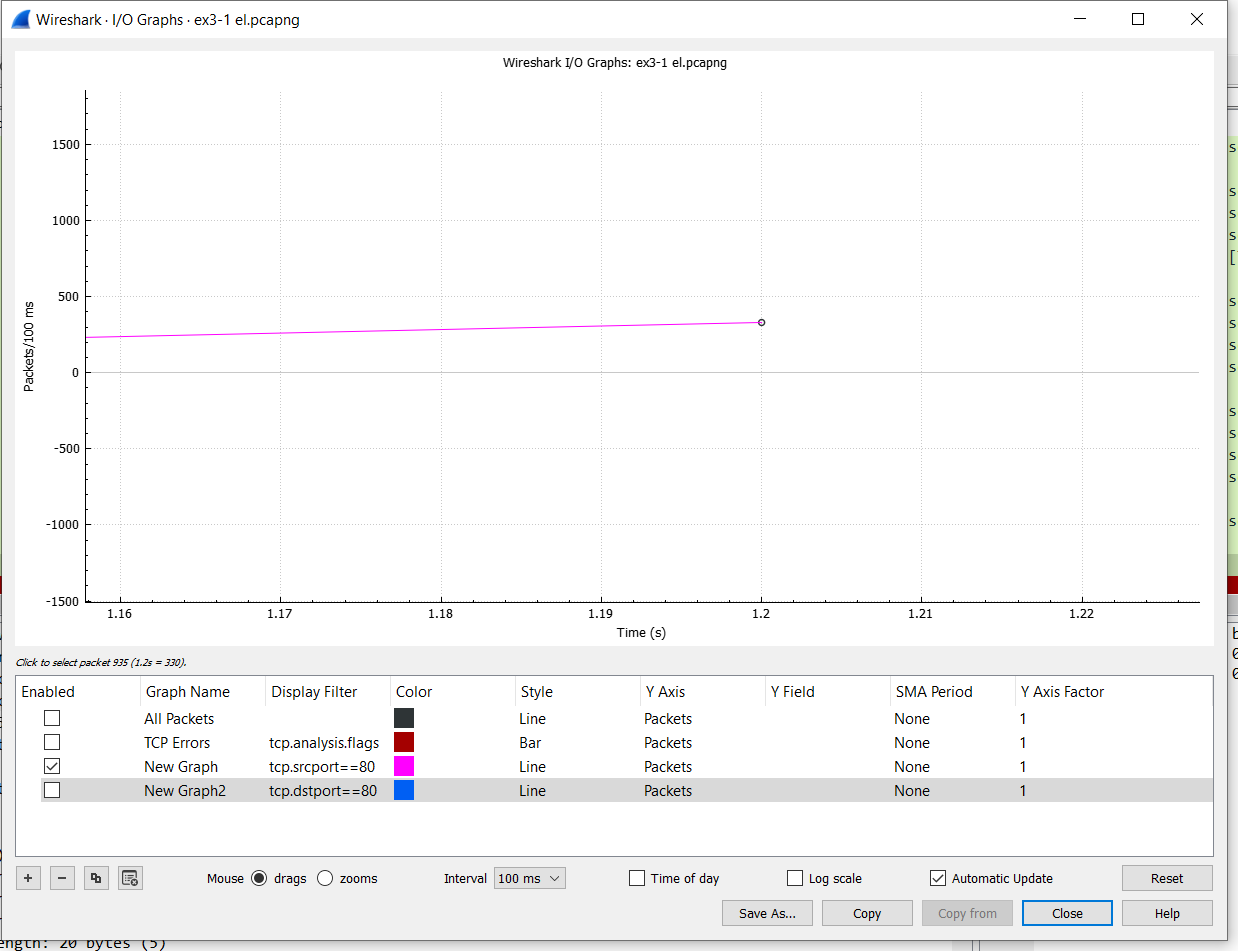 Wireshark · I/O Graphs · ex3-1 el.pcapng
Wireshark I/O Graphs: ex3-1 el.pcapng
Packets/100 ms
1500
1000
500
0
-500
-1000
-1500
1.16 1.17 1.18 1.19 1.2 1.21 1.22
Time (s)
Click to select packet 935 (1.2s = 330).
Enabled Graph Name Display Filter Color Style Y Axis Y Field SMA Period Y Axis Factor
All Packets Line Packets None 1
TCP Errors tcp.analysis.flags Bar Packets None 1
New Graph tcp.srcport==80 Line Packets None 1
New Graph2 tcp.dstport==80 Line Packets None 1
Mouse drags zooms Interval 100 ms Time of day Log scale Automatic Update Reset
Save As... Copy Copy from Close Help
ength: 20 bytes (5)